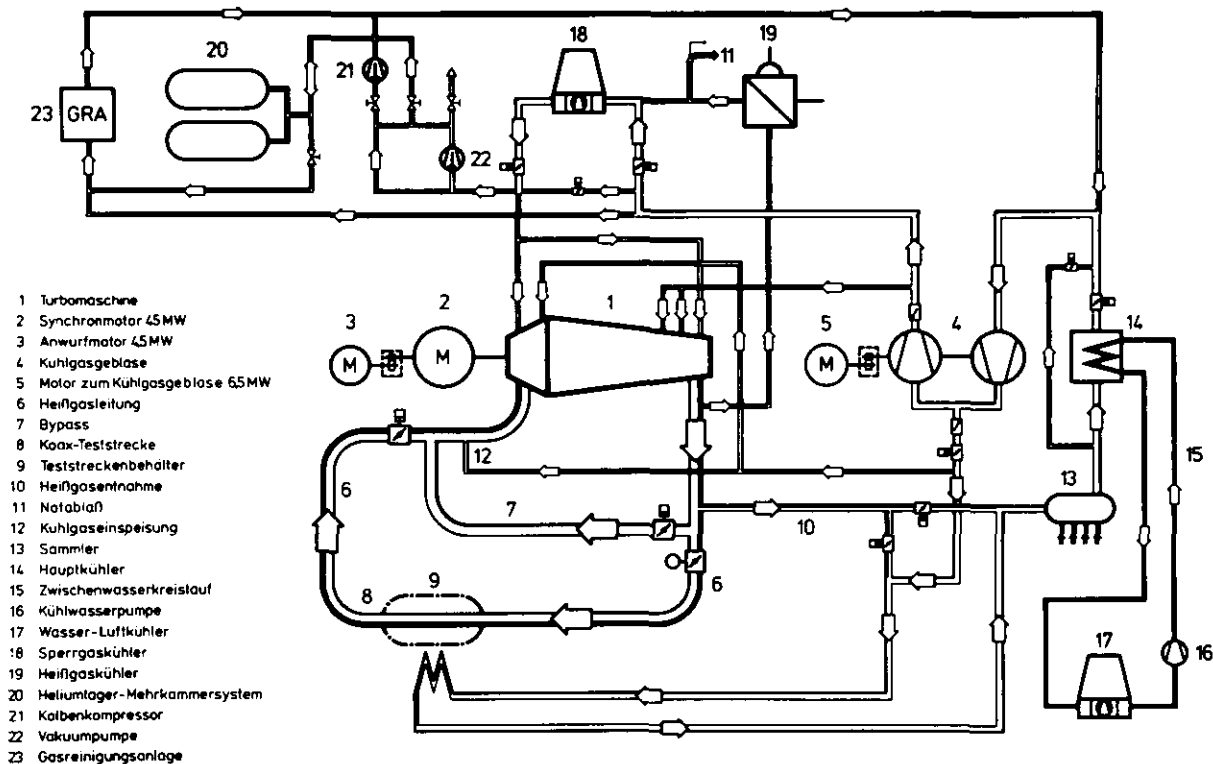 18
19
20
21
11
23
GRA
22
1 Turbomaschine
2 Synchronmotor 45 MW
3 Anwurfmotor 4,5 MW
4 Kuhlgasgeblase
5 Motor zum Kühlgasgeblase 6,5 MW
6 Heißgasleitung
7 Bypass
8 Koax-Teststrecke
9 Teststreckenbehälter
10 Heißgasentnahme
11 Notablaß
12 Kuhlgaseinspeisung
13 Sammler
14 Hauptkühler
15 Zwischenwasserkreislauf
16 Kühlwasserpumpe
17 Wasser-Luftkühler
18 Sperrgaskühler
19 Heißgaskühler
20 Heliumlager-Mehrkammersystem
21 Kolbenkompressor
22 Vakuumpumpe
23 Gasreinigungsanlage
2
1
3
5
4
14
M
M
M
12
15
6
13
7
10
6
9
8
17
16